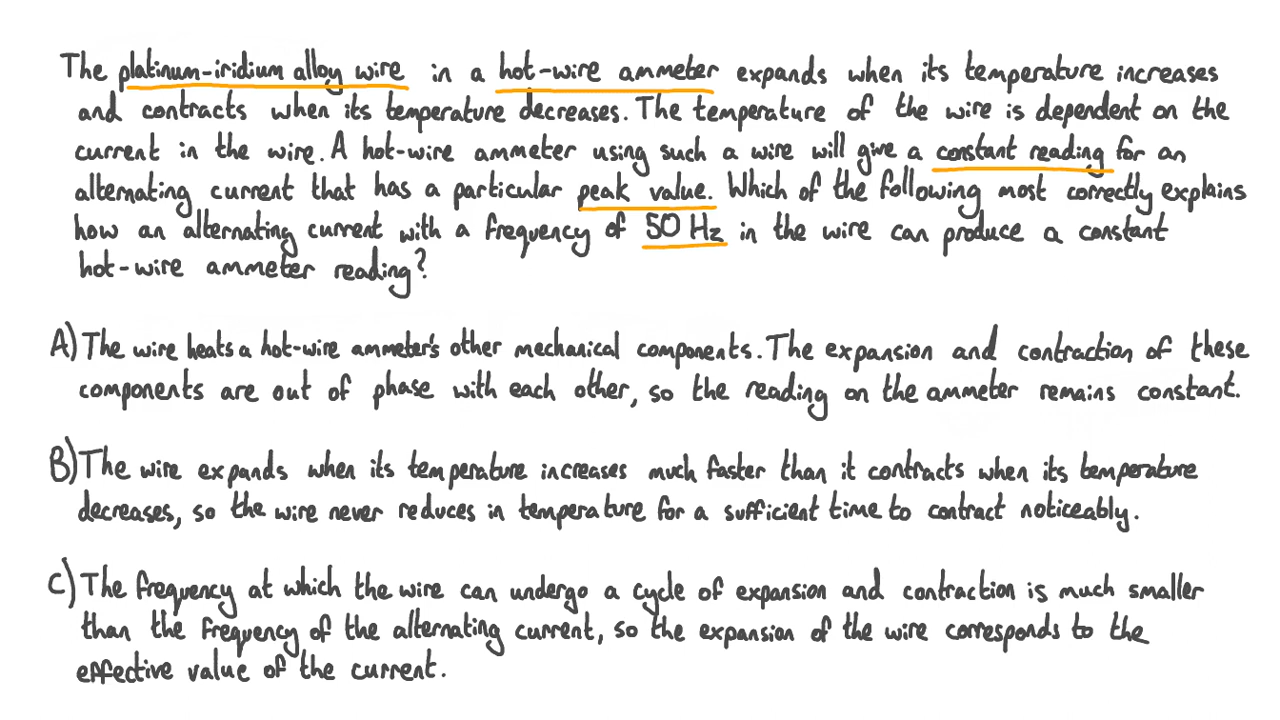 The platinum-iridium alloy wire in a hot-wire ammeter expands when its temperature increases
and contracts when its temperature decreases. The temperature of the wire is dependent on the
current in the wire. A hot-wire ammeter using such a wire will give a constant reading for an
alternating current that has a particular peak value. Which of the following most correctly explains
how an alternating current with a frequency of 50 Hz in the wire can produce a constant
hot-wire ammeter reading?
A) The wire heats a hot-wire ammeter's other mechanical components. The expansion and contraction of these
components are out of phase with each other, so the reading on the ammeter remains constant.
B) The wire expands when its temperature increases much faster than it contracts when its temperature
decreases, so the wire never reduces in temperature for a sufficient time to contract noticeably.
C) The frequency at which the wire can undergo a cycle of expansion and contraction is much smaller
than the frequency of the alternating current, so the expansion of the wire corresponds to the
effective value of the current.